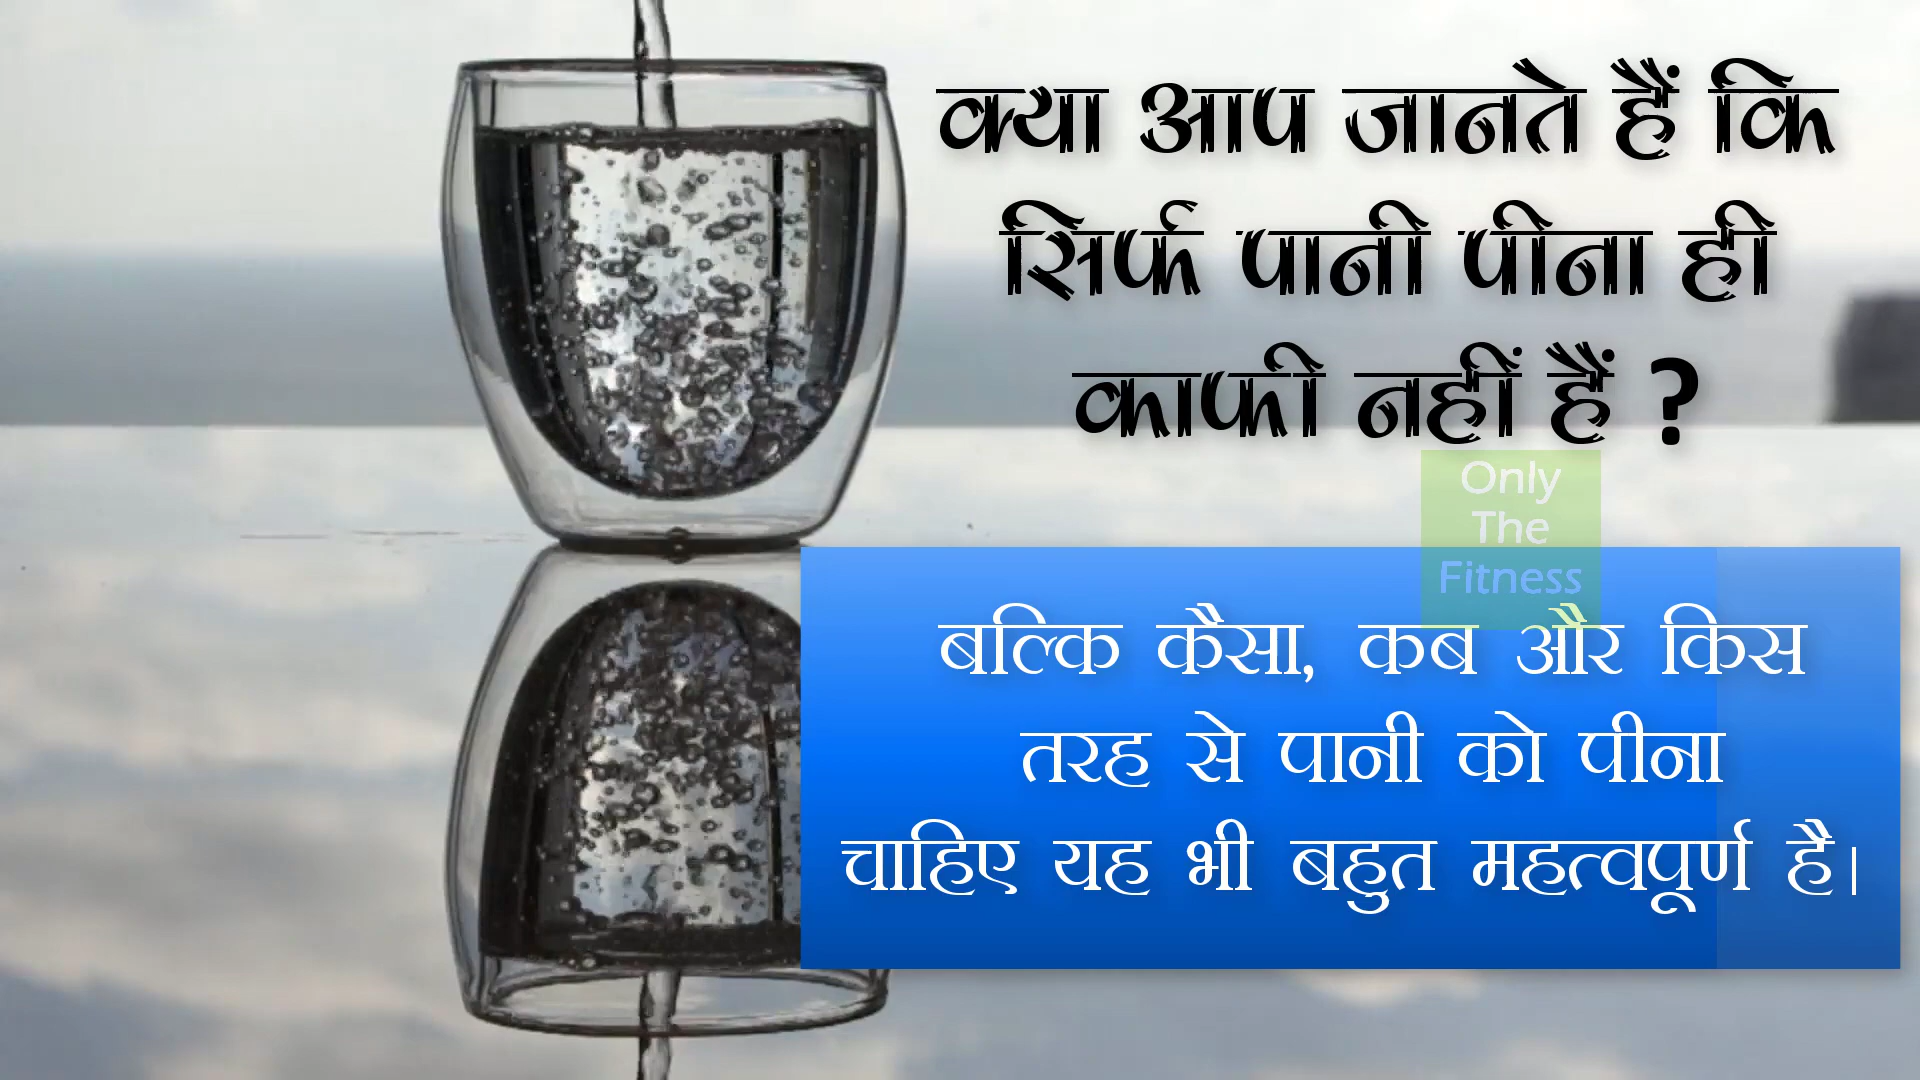 क्या आप जानते हैं कि
सिर्फ पानी पीना ही
काफी नहीं हैं ?
Only
The
Fitness
बल्कि कैसा, कब और किस
तरह से पानी को पीना
चाहिए यह भी बहुत महत्वपूर्ण है।